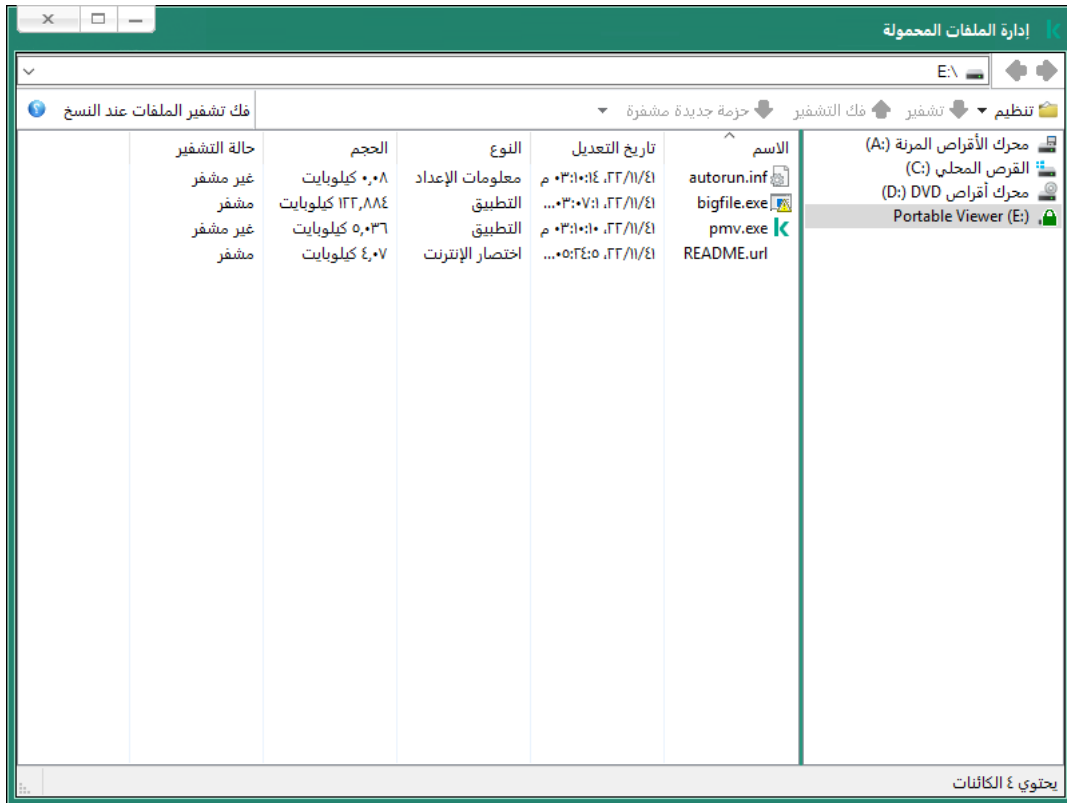 إدارة الملفات المحمولة
E:\
تنظيم تشفير فك التشفير حزمة جديدة مشفرة فك تشفير الملفات عند النسخ
محرك الأقراص المرنة (A:)
القرص المحلي (C:)
محرك أقراص DVD (D:)
Portable Viewer (E:)
الاسم تاريخ التعديل النوع الحجم حالة التشفير
autorun.inf ٢٢/١١/٤١، ٠٣:١٠:١٤ م معلومات الإعداد ٠,٠٨ كيلوبايت غير مشفر
bigfile.exe ٢٢/١١/٤١، ٠٣:٠٧:١... التطبيق ١٢٢,٨٨٤ كيلوبايت مشفر
pmv.exe ٢٢/١١/٤١، ٠٣:١٠:١٠ م التطبيق ٥,٠٣٦ كيلوبايت غير مشفر
README.url ٢٢/١١/٤١، ٠٥:٢٤:٥... اختصار الإنترنت ٤,٠٧ كيلوبايت مشفر
يحتوي ٤ الكائنات